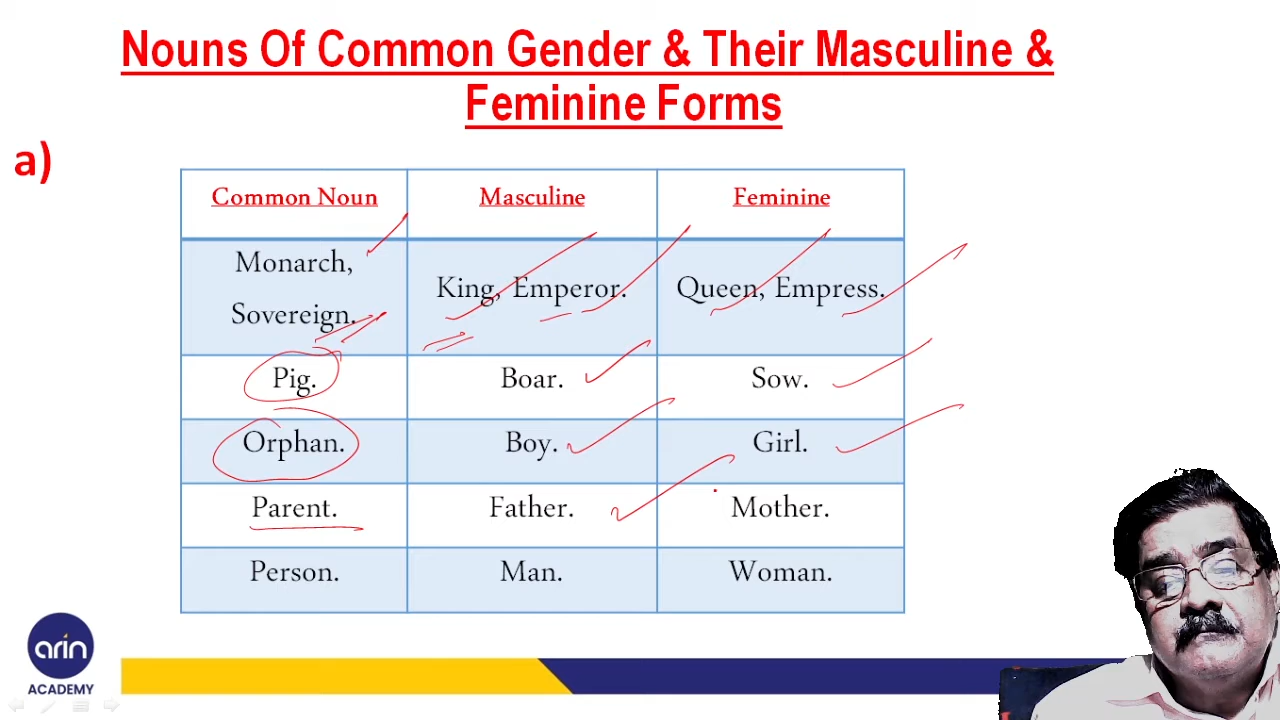 Nouns Of Common Gender & Their Masculine &
Feminine Forms
a)
Common Noun Masculine Feminine
Monarch,
Sovereign. King, Emperor. Queen, Empress.
Pig. Boar. Sow.
Orphan. Boy. Girl.
Parent. Father. Mother.
Person. Man. Woman.
arin
ACADEMY